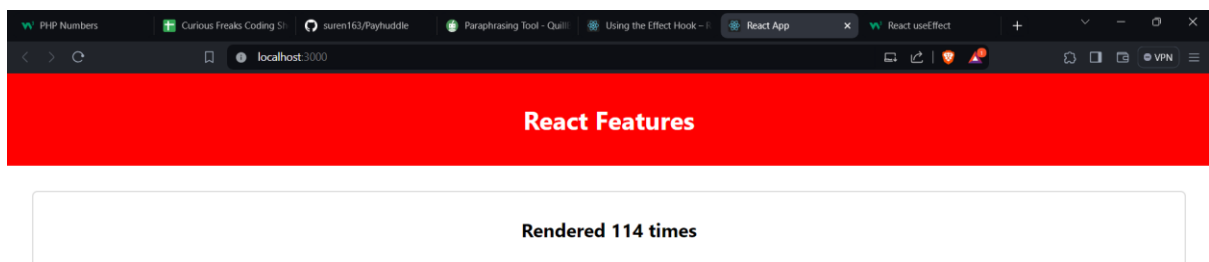 PHP Numbers
Curious Freaks Coding Sh
suren163/Payhuddle
Paraphrasing Tool - Quill
Using the Effect Hook – R
React App
React useEffect
localhost:3000
VPN
React Features
Rendered 114 times